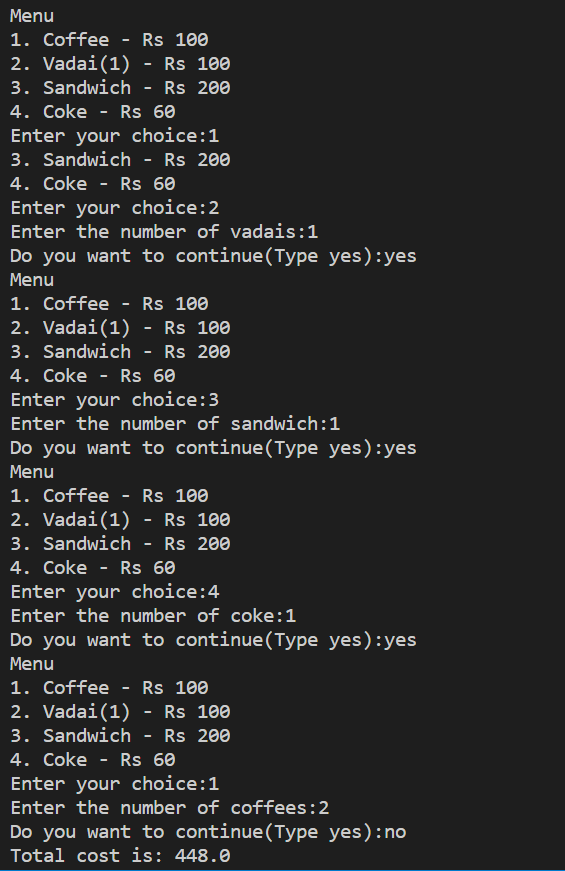 Menu
1. Coffee - Rs 100
2. Vadai(1) - Rs 100
3. Sandwich - Rs 200
4. Coke - Rs 60
Enter your choice:1
3. Sandwich - Rs 200
4. Coke - Rs 60
Enter your choice:2
Enter the number of vadais:1
Do you want to continue(Type yes):yes
Menu
1. Coffee - Rs 100
2. Vadai(1) - Rs 100
3. Sandwich - Rs 200
4. Coke - Rs 60
Enter your choice:3
Enter the number of sandwich:1
Do you want to continue(Type yes):yes
Menu
1. Coffee - Rs 100
2. Vadai(1) - Rs 100
3. Sandwich - Rs 200
4. Coke - Rs 60
Enter your choice:4
Enter the number of coke:1
Do you want to continue(Type yes):yes
Menu
1. Coffee - Rs 100
2. Vadai(1) - Rs 100
3. Sandwich - Rs 200
4. Coke - Rs 60
Enter your choice:1
Enter the number of coffees:2
Do you want to continue(Type yes):no
Total cost is: 448.0